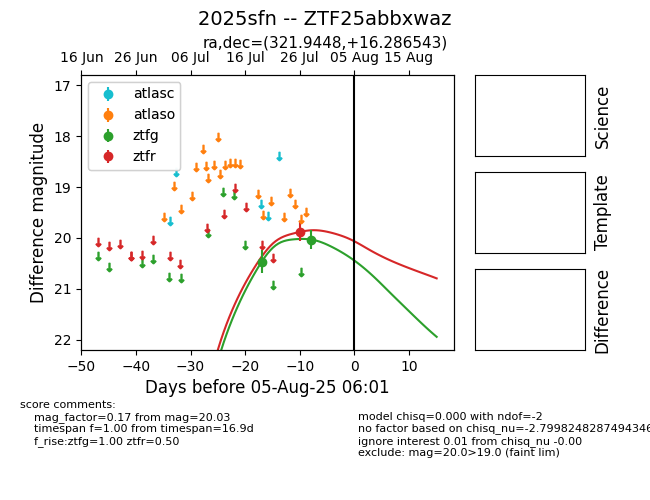 2025sfn -- ZTF25abbxwaz
ra,dec=(321.9448,+16.286543)
16 Jun 26 Jun 06 Jul 16 Jul 26 Jul 05 Aug 15 Aug
17
18
19
20
21
22
Difference magnitude
atlasc
atlaso
ztfg
ztfr
−50 −40 −30 −20 −10 0 10
Days before 05-Aug-25 06:01
Science
Template
Difference
score comments:
mag_factor=0.17 from mag=20.03
timespan f=1.00 from timespan=16.9d
f_rise:ztfg=1.00 ztfr=0.50
model chisq=0.000 with ndof=-2
no factor based on chisq_nu=-2.7998248287494346
ignore interest 0.01 from chisq_nu -0.00
exclude: mag=20.0>19.0 (faint lim)